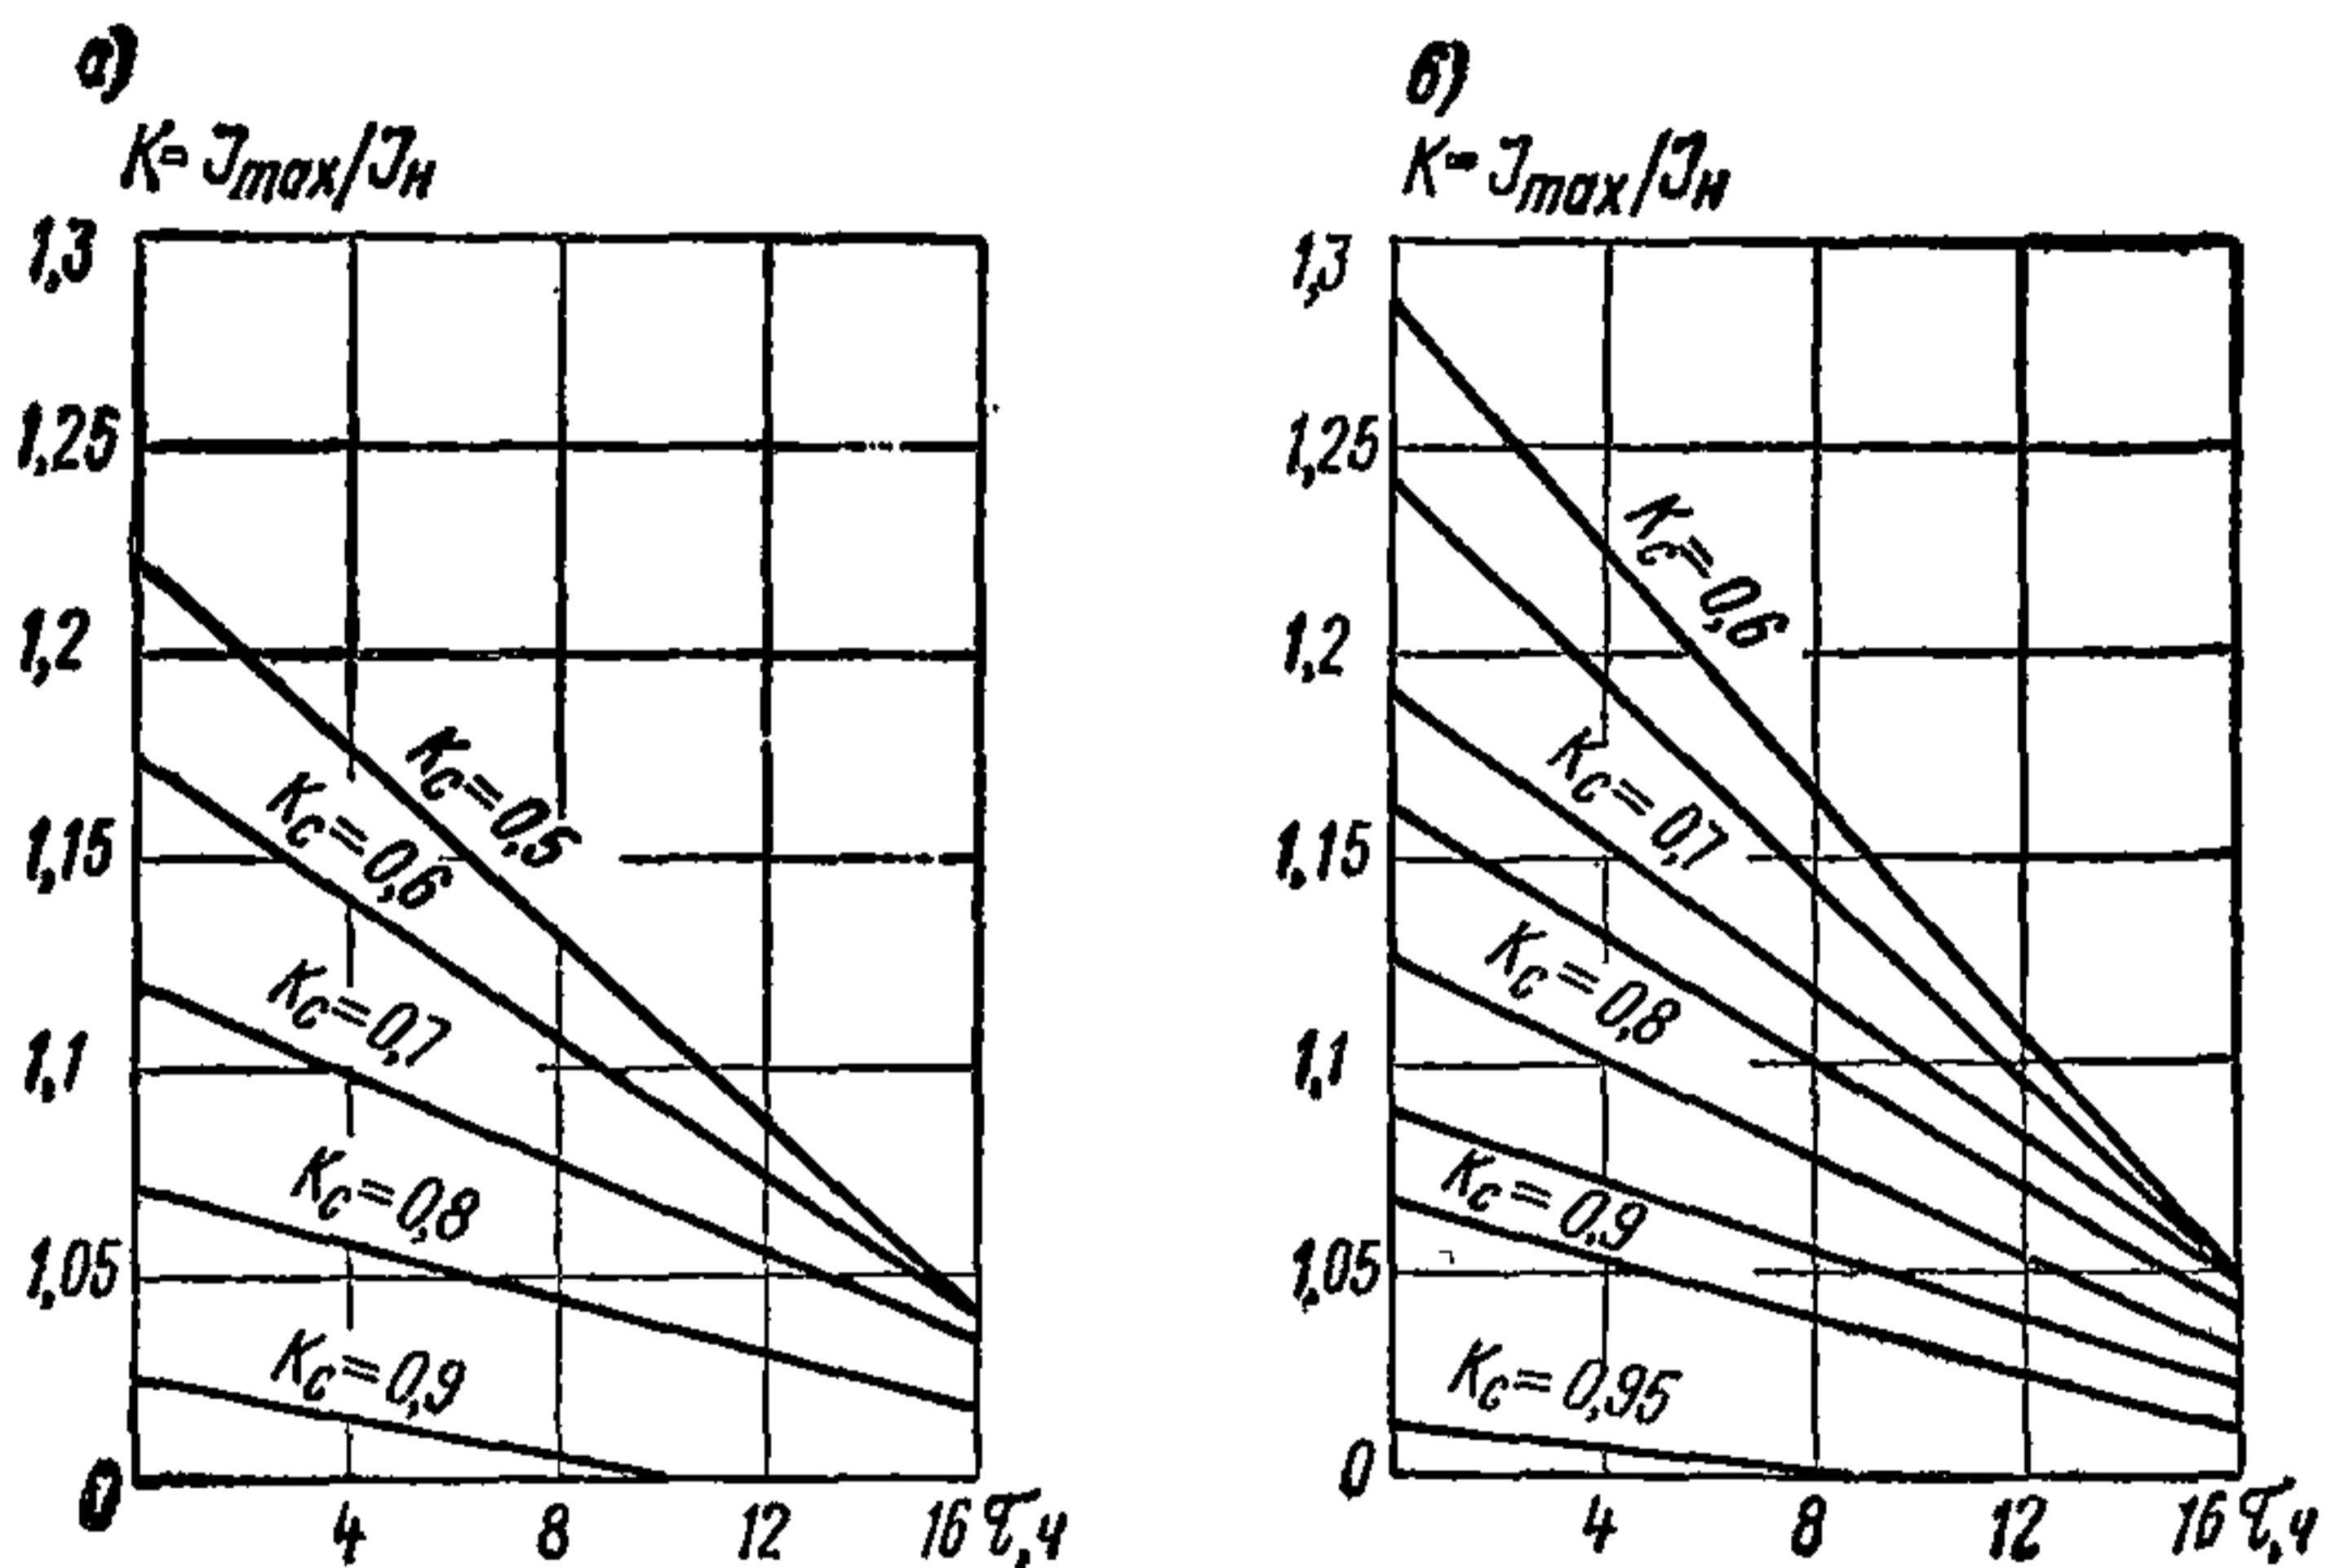 а)
K=Jmax/Jн
1,3
1,25
1,2
1,15
1,1
1,05
0
4
8
12
16 τ,ч
Kc=0,5
Kc=0,6
Kc=0,7
Kc=0,8
Kc=0,9
б)
K=Jmax/Jн
1,3
1,25
1,2
1,15
1,1
1,05
0
4
8
12
16 τ,ч
Kc=0,6
Kc=0,7
Kc=0,8
Kc=0,9
Kc=0,95